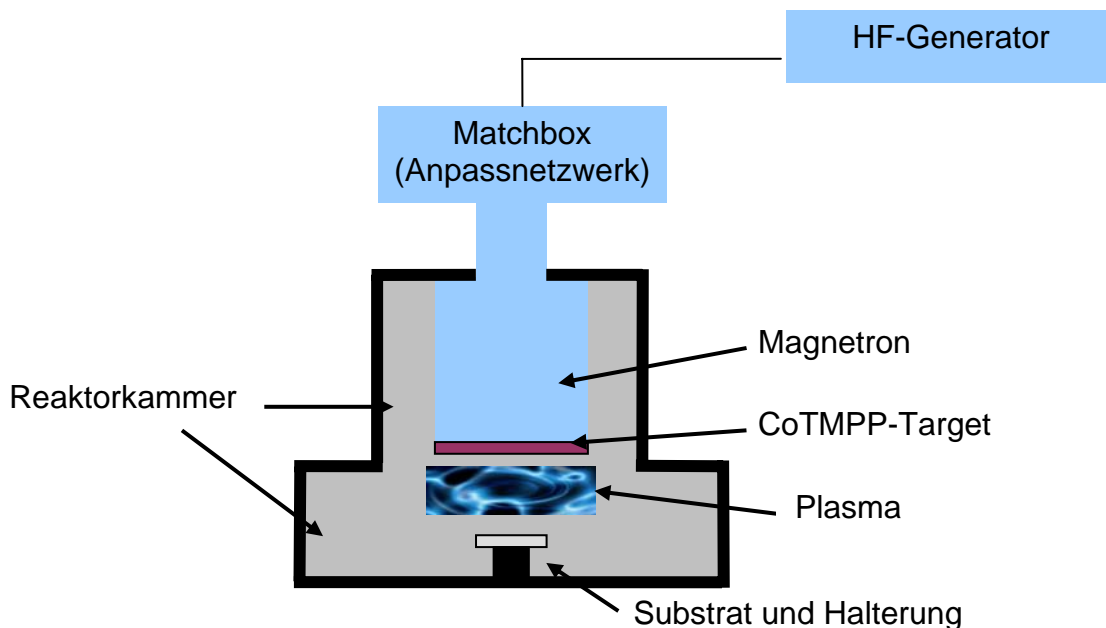 HF-Generator
Matchbox
(Anpassnetzwerk)
Magnetron
Reaktorkammer
CoTMPP-Target
Plasma
Substrat und Halterung